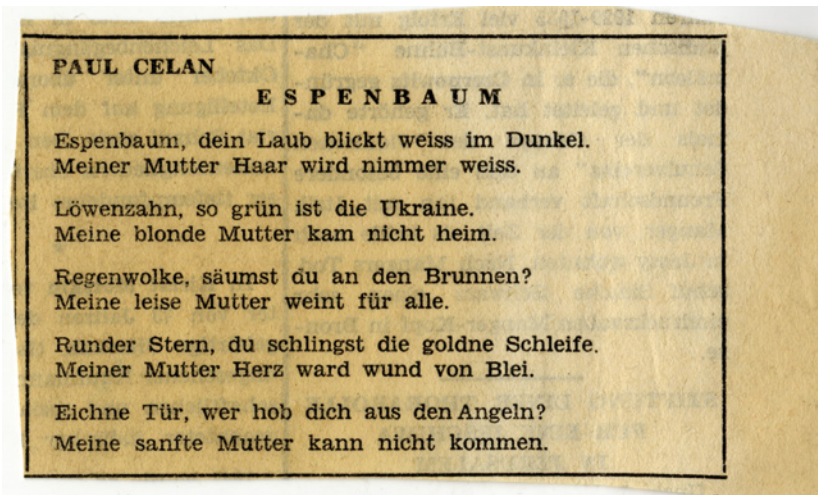 PAUL CELAN
ESPENBAUM
Espenbaum, dein Laub blickt weiss im Dunkel.
Meiner Mutter Haar wird nimmer weiss.
Löwenzahn, so grün ist die Ukraine.
Meine blonde Mutter kam nicht heim.
Regenwolke, säumst du an den Brunnen?
Meine leise Mutter weint für alle.
Runder Stern, du schlingst die goldne Schleife.
Meiner Mutter Herz ward wund von Blei.
Eichne Tür, wer hob dich aus den Angeln?
Meine sanfte Mutter kann nicht kommen.